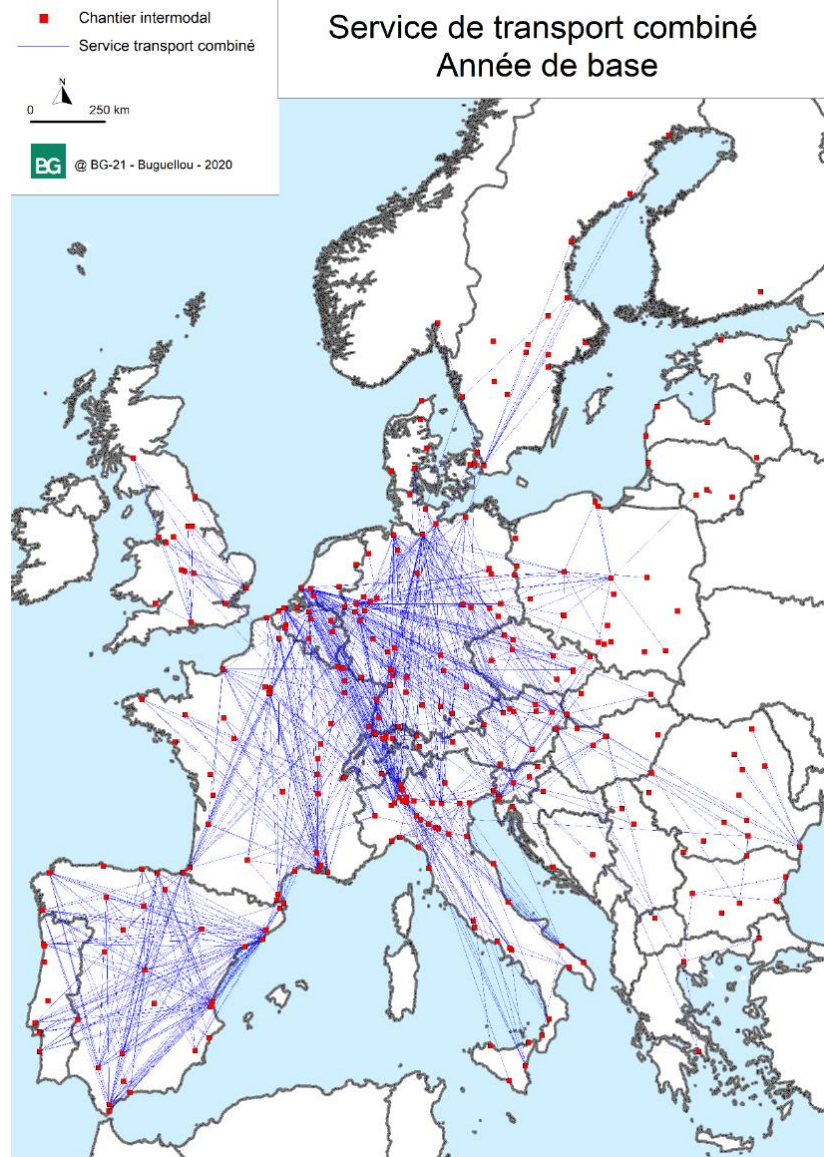 Chantier intermodal
Service transport combiné
Service de transport combiné
Année de base
N
0 250 km
BG @ BG-21 - Buguellou - 2020